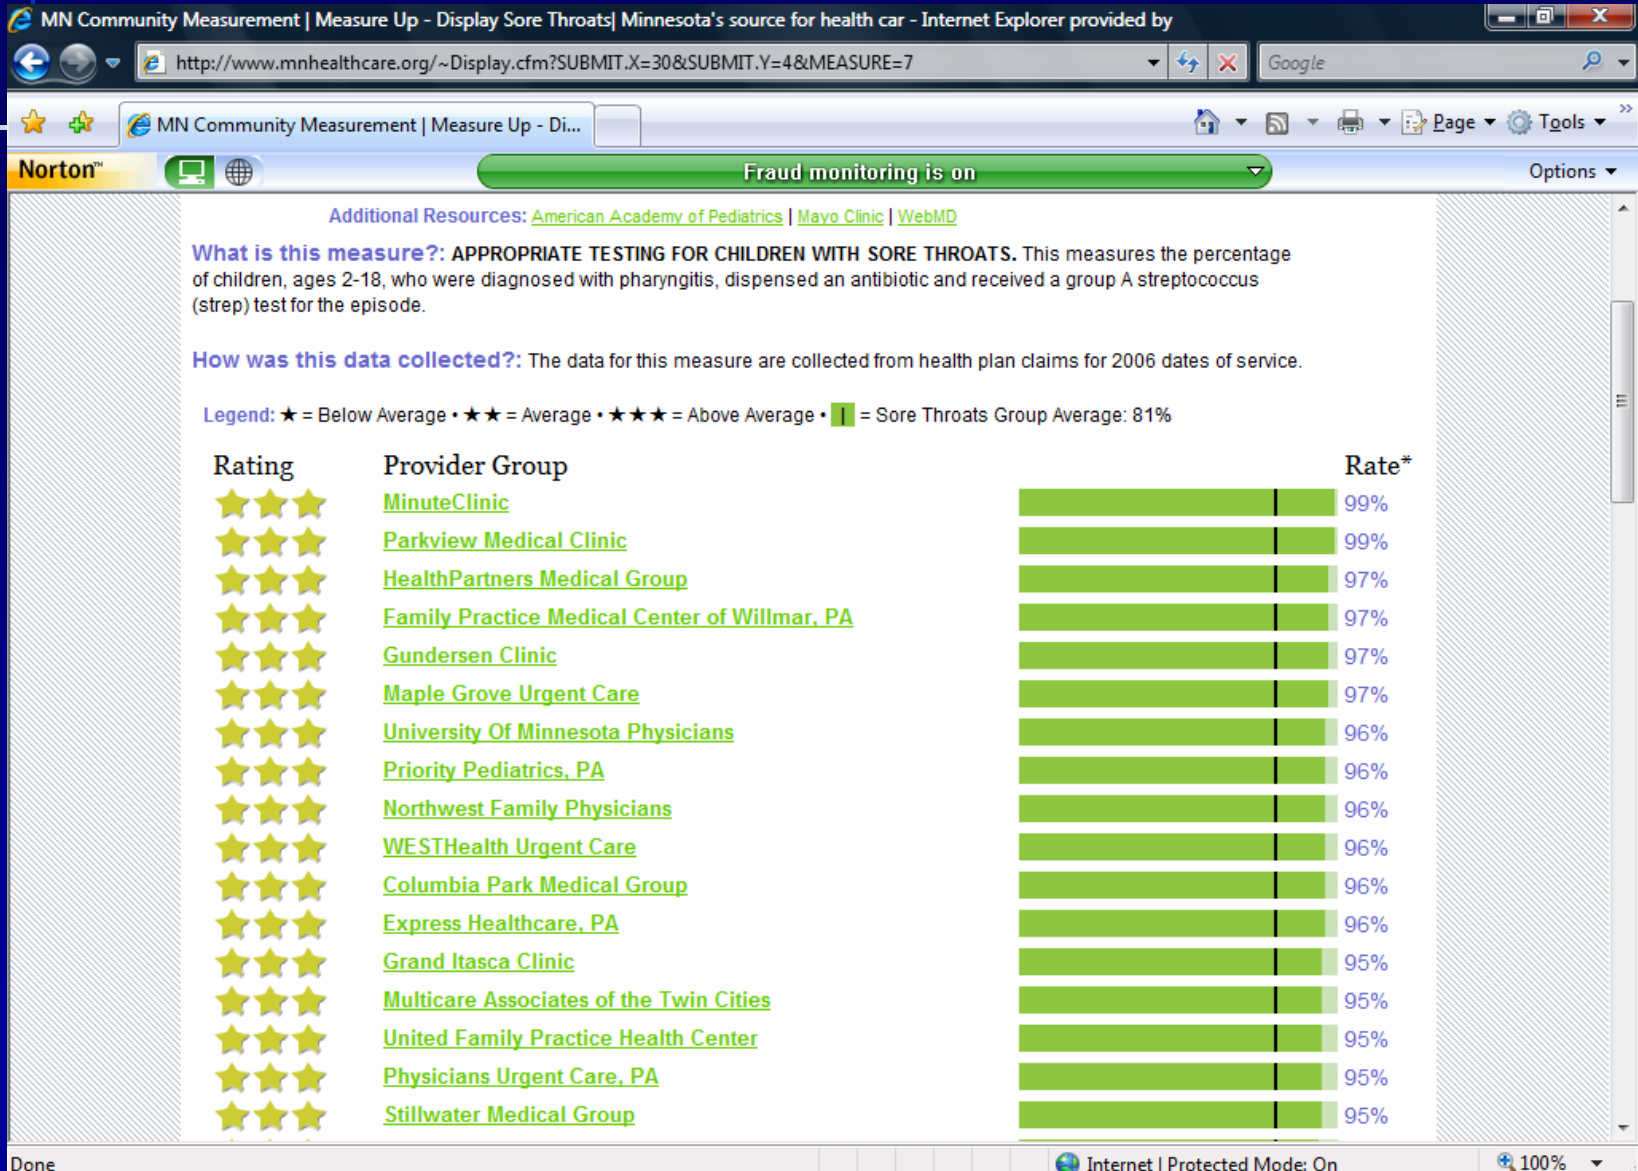 MN Community Measurement | Measure Up - Display Sore Throats| Minnesota's source for health car - Internet Explorer provided by
http://www.mnhealthcare.org/~Display.cfm?SUBMIT.X=30&SUBMIT.Y=4&MEASURE=7 Google
MN Community Measurement | Measure Up - Di... Page Tools
Norton™ Fraud monitoring is on Options
Additional Resources: American Academy of Pediatrics | Mayo Clinic | WebMD
What is this measure?: APPROPRIATE TESTING FOR CHILDREN WITH SORE THROATS. This measures the percentage
of children, ages 2-18, who were diagnosed with pharyngitis, dispensed an antibiotic and received a group A streptococcus
(strep) test for the episode.
How was this data collected?: The data for this measure are collected from health plan claims for 2006 dates of service.
Legend: ★ = Below Average • ★★ = Average • ★★★ = Above Average • | = Sore Throats Group Average: 81%
Rating Provider Group Rate*
MinuteClinic 99%
Parkview Medical Clinic 99%
HealthPartners Medical Group 97%
Family Practice Medical Center of Willmar, PA 97%
Gundersen Clinic 97%
Maple Grove Urgent Care 97%
University Of Minnesota Physicians 96%
Priority Pediatrics, PA 96%
Northwest Family Physicians 96%
WESTHealth Urgent Care 96%
Columbia Park Medical Group 96%
Express Healthcare, PA 96%
Grand Itasca Clinic 95%
Multicare Associates of the Twin Cities 95%
United Family Practice Health Center 95%
Physicians Urgent Care, PA 95%
Stillwater Medical Group 95%
Done Internet | Protected Mode: On 100%